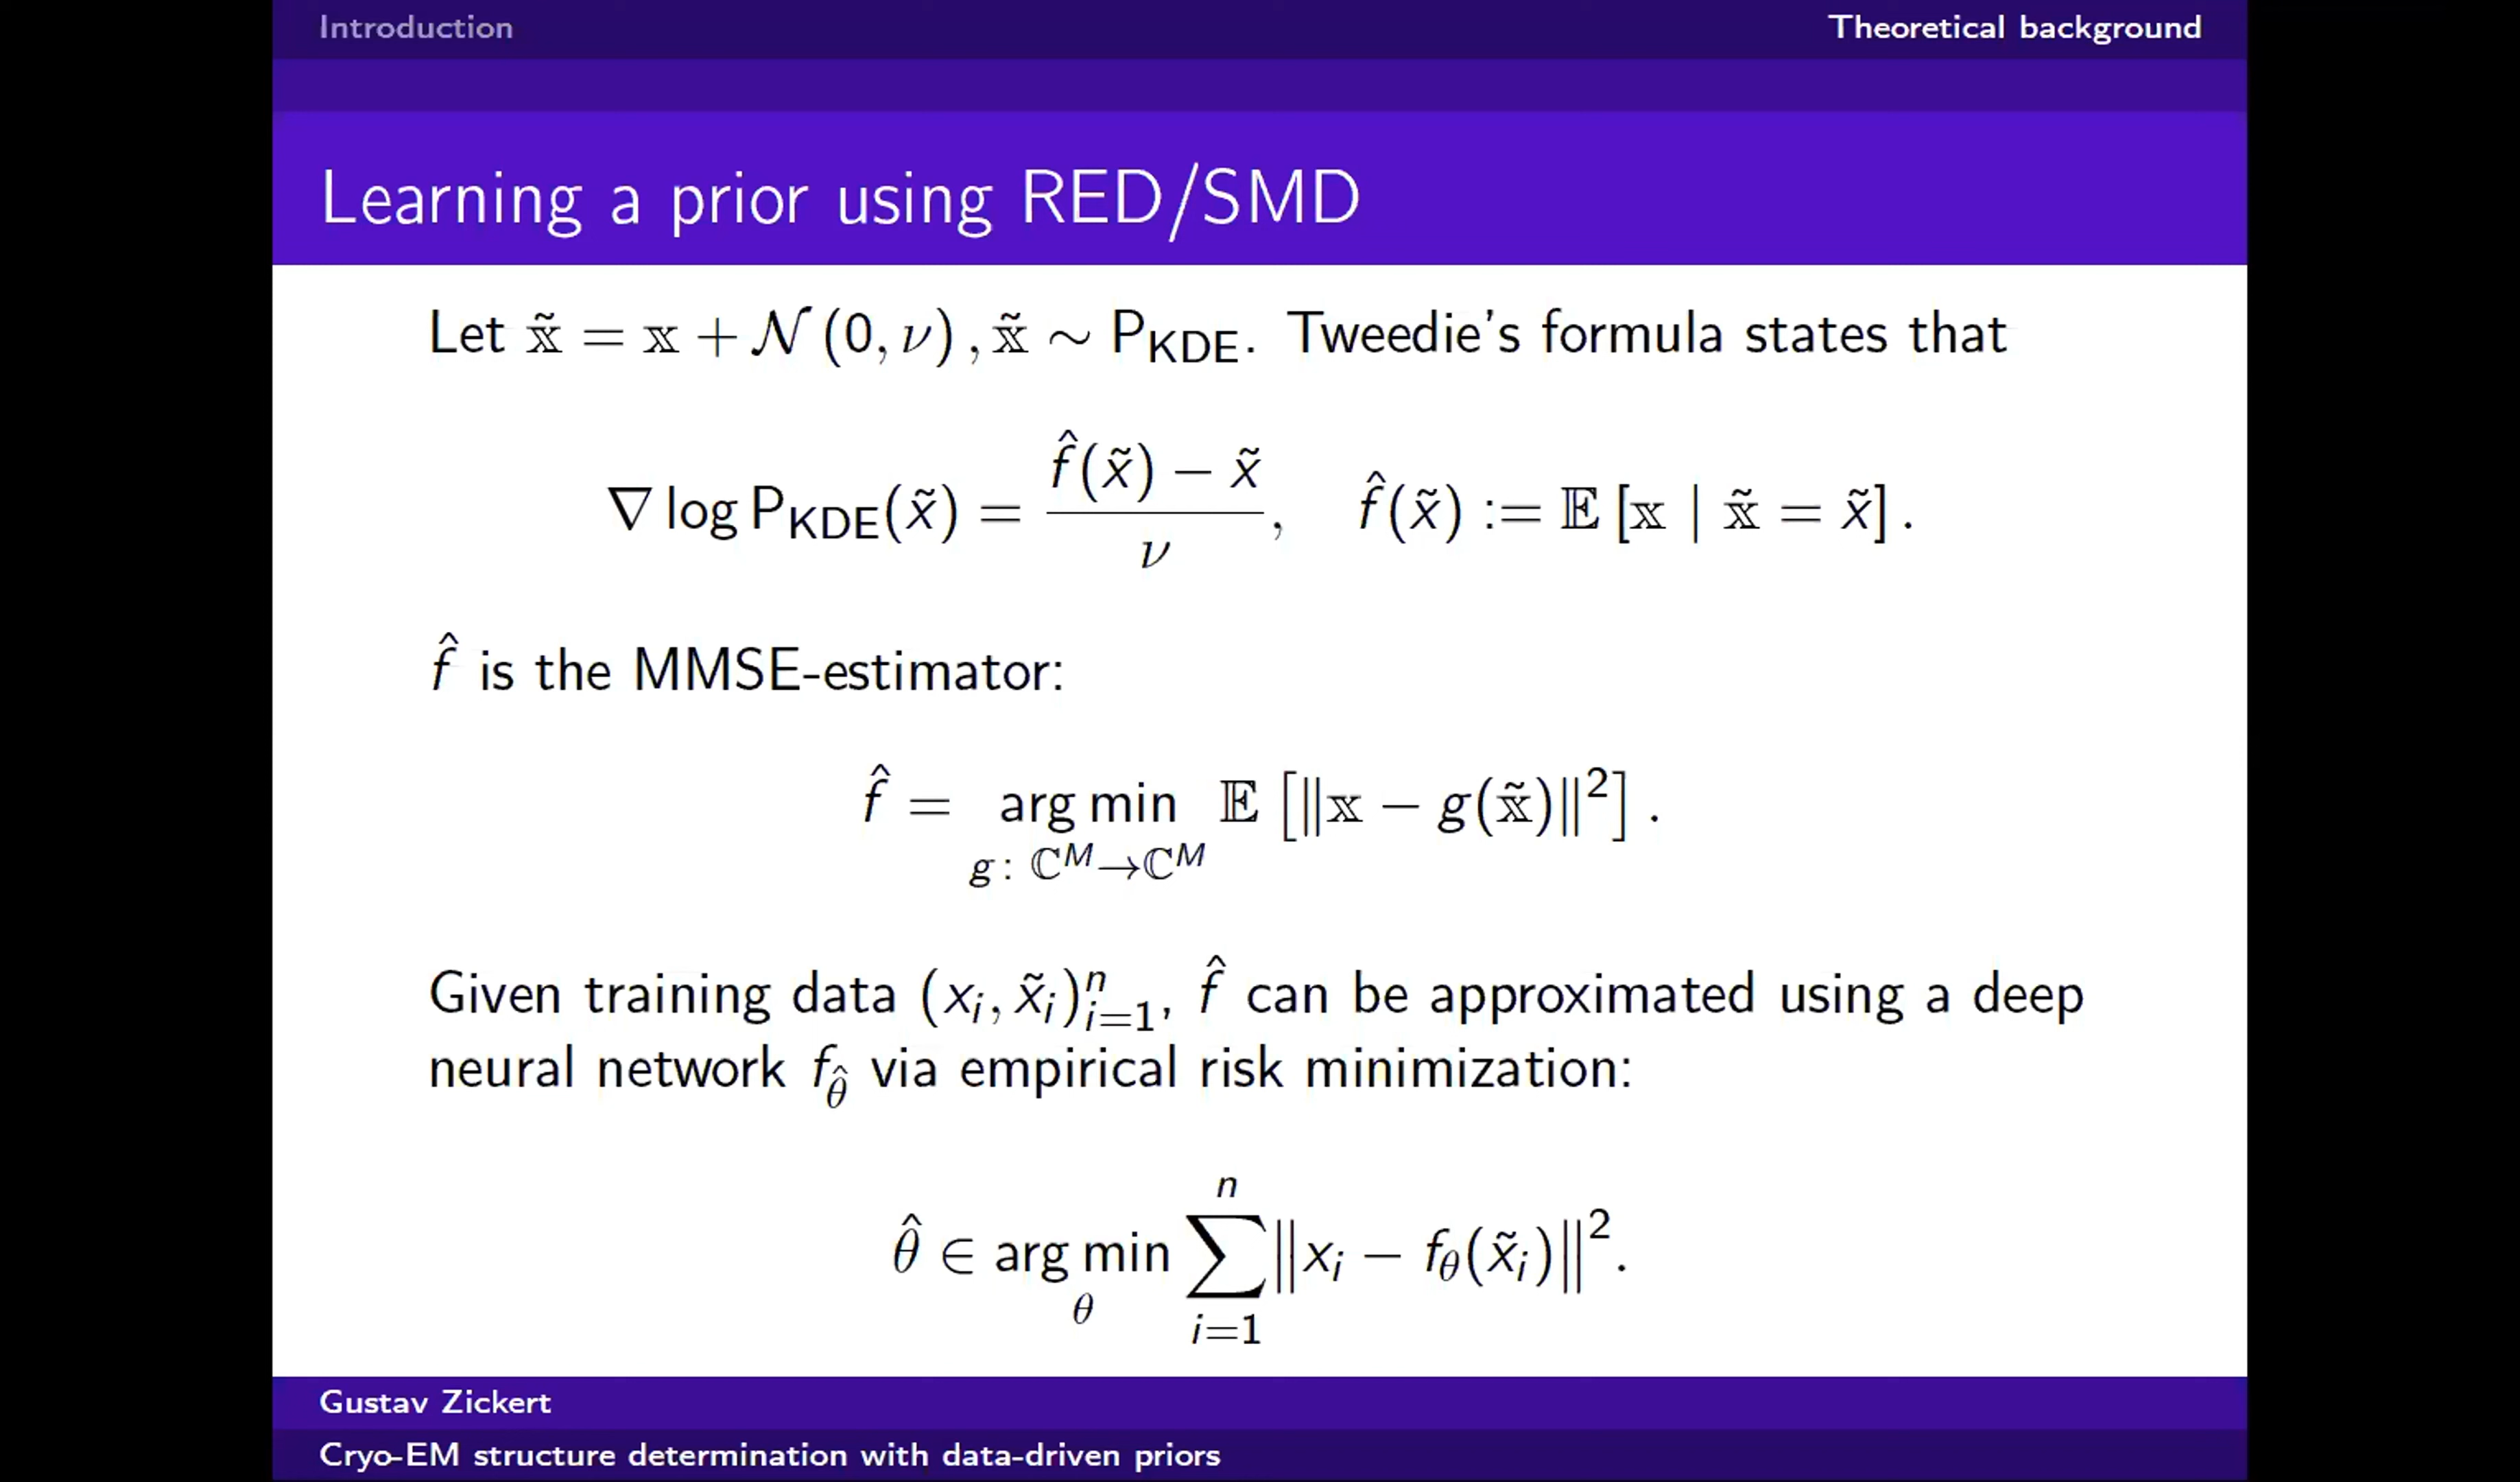 Introduction
Theoretical background
Learning a prior using RED/SMD
Let 𝕩̃ = 𝕩 + 𝒩 (0, ν) , 𝕩̃ ∼ P_KDE. Tweedie's formula states that
∇ log P_KDE(x̃) = (f̂(x̃) − x̃) / ν, f̂(x̃) := 𝔼 [𝕩 | 𝕩̃ = x̃] .
f̂ is the MMSE-estimator:
f̂ = arg min_{g : ℂ^M→ℂ^M} 𝔼 [‖𝕩 − g(𝕩̃)‖²] .
Given training data (x_i, x̃_i)_{i=1}^n, f̂ can be approximated using a deep
neural network f_θ̂ via empirical risk minimization:
θ̂ ∈ arg min_θ ∑_{i=1}^n ‖x_i − f_θ(x̃_i)‖².
Gustav Zickert
Cryo-EM structure determination with data-driven priors